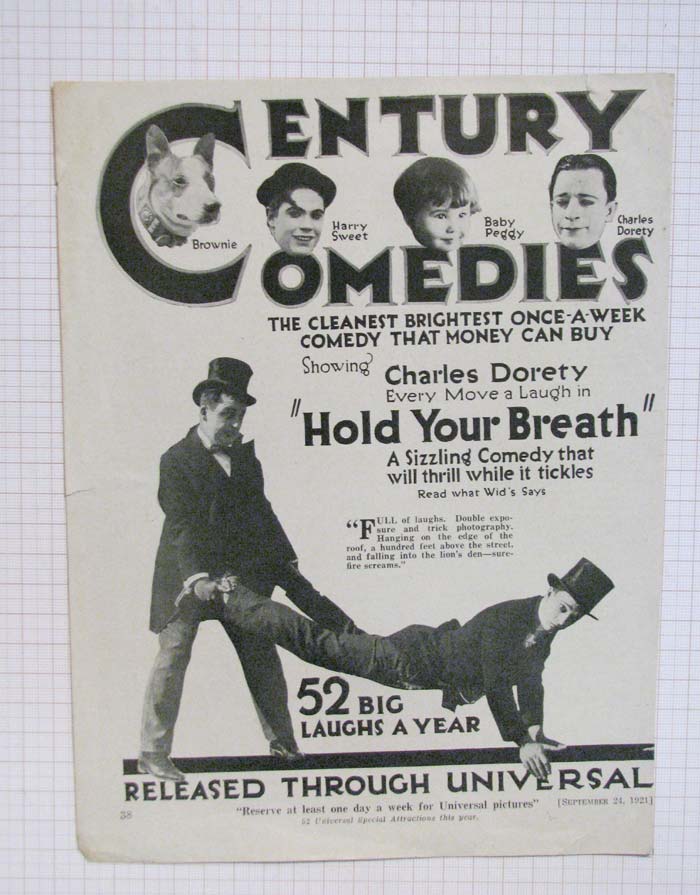 CENTURY
Brownie
Harry
Sweet
Baby
Peggy
Charles
Dorety
COMEDIES
THE CLEANEST BRIGHTEST ONCE-A-WEEK
COMEDY THAT MONEY CAN BUY
Showing Charles Dorety
Every Move a Laugh in
"Hold Your Breath"
A Sizzling Comedy that
will thrill while it tickles
Read what Wid's Says
"FULL of laughs. Double expo-
sure and trick photography.
Hanging on the edge of the
roof, a hundred feet above the street,
and falling into the lion's den—sure-
fire screams."
52 BIG
LAUGHS A YEAR
RELEASED THROUGH UNIVERSAL
38
"Reserve at least one day a week for Universal pictures" [SEPTEMBER 24, 1921]
52 Universal Special Attractions this year.